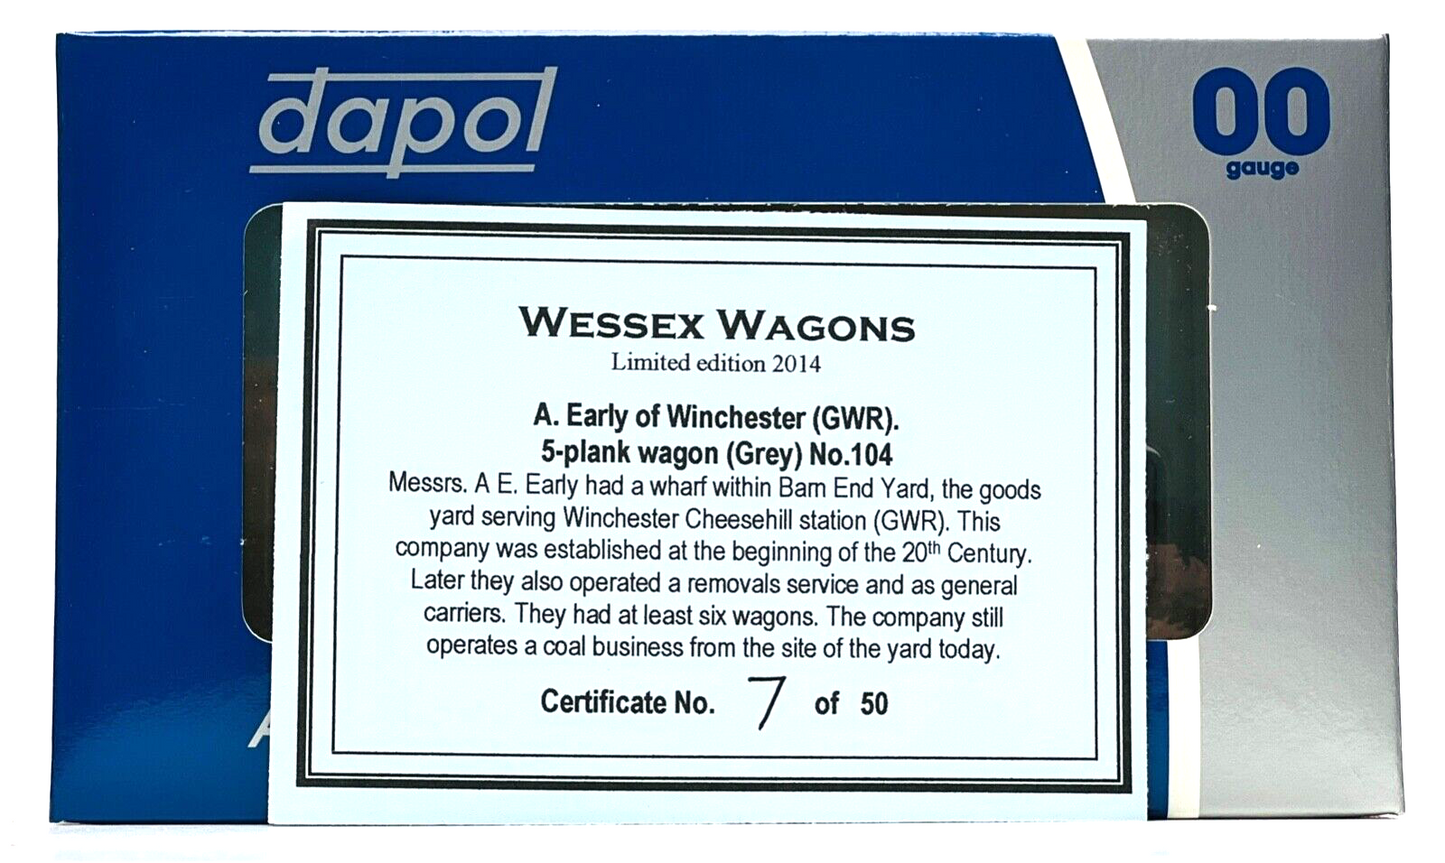 dapol
00
gauge
WESSEX WAGONS
Limited edition 2014
A. Early of Winchester (GWR).
5-plank wagon (Grey) No.104
Messrs. A E. Early had a wharf within Barn End Yard, the goods
yard serving Winchester Cheesehill station (GWR). This
company was established at the beginning of the 20th Century.
Later they also operated a removals service and as general
carriers. They had at least six wagons. The company still
operates a coal business from the site of the yard today.
Certificate No. 7 of 50